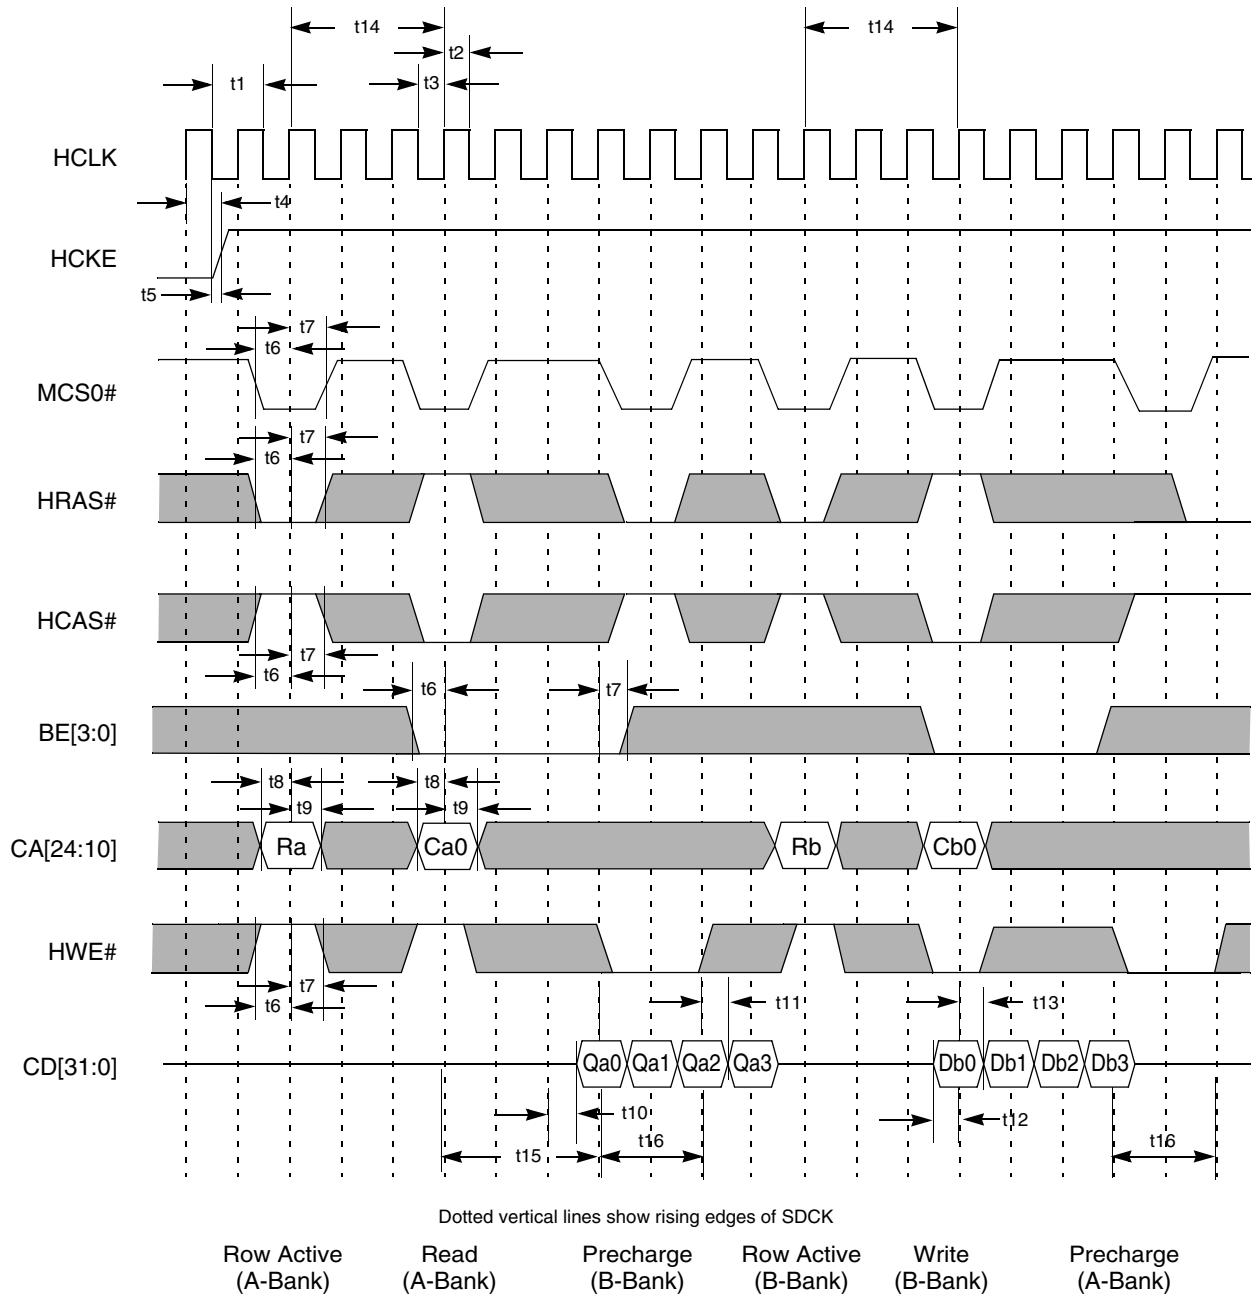 t14
t14
t2
t1
t3
HCLK
t4
HCKE
t5
t7
t6
MCS0#
t7
t6
HRAS#
HCAS#
t7
t6
t6
t7
BE[3:0]
t8
t8
t9
t9
CA[24:10]
Ra
Ca0
Rb
Cb0
HWE#
t7
t6
t11
t13
CD[31:0]
Qa0
Qa1
Qa2
Qa3
Db0
Db1
Db2
Db3
t10
t12
t15
t16
t16
Dotted vertical lines show rising edges of SDCK
Row Active
(A-Bank)
Read
(A-Bank)
Precharge
(B-Bank)
Row Active
(B-Bank)
Write
(B-Bank)
Precharge
(A-Bank)